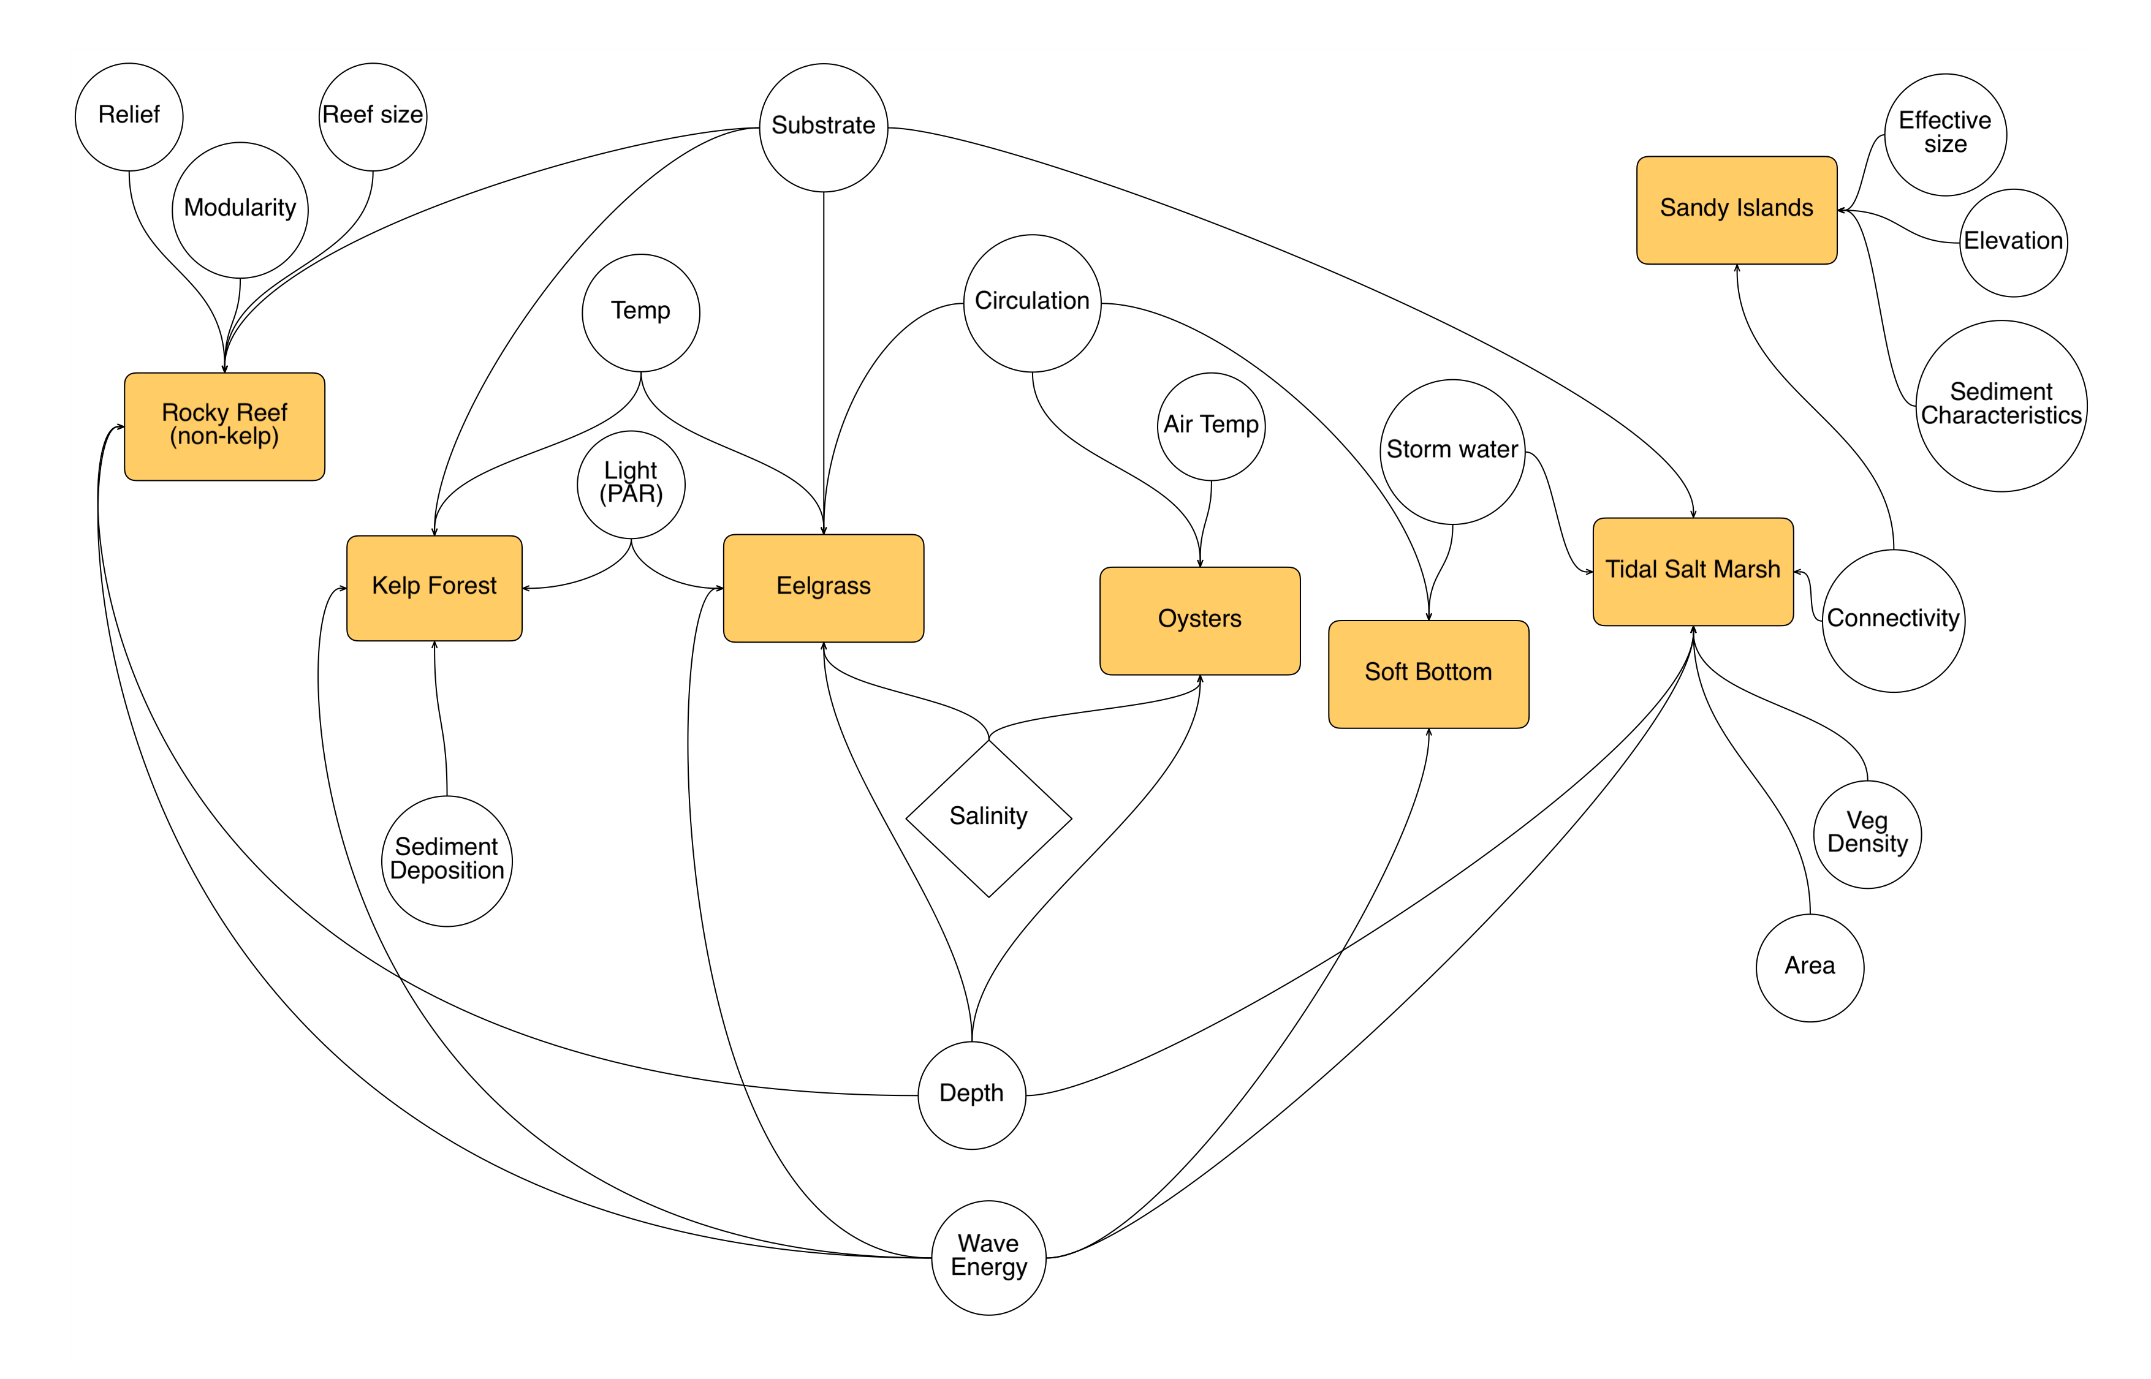 Relief
Reef size
Modularity
Substrate
Effective
size
Sandy Islands
Elevation
Temp
Circulation
Rocky Reef
(non-kelp)
Light
(PAR)
Air Temp
Storm water
Sediment
Characteristics
Kelp Forest
Eelgrass
Oysters
Soft Bottom
Tidal Salt Marsh
Connectivity
Sediment
Deposition
Salinity
Veg
Density
Area
Depth
Wave
Energy